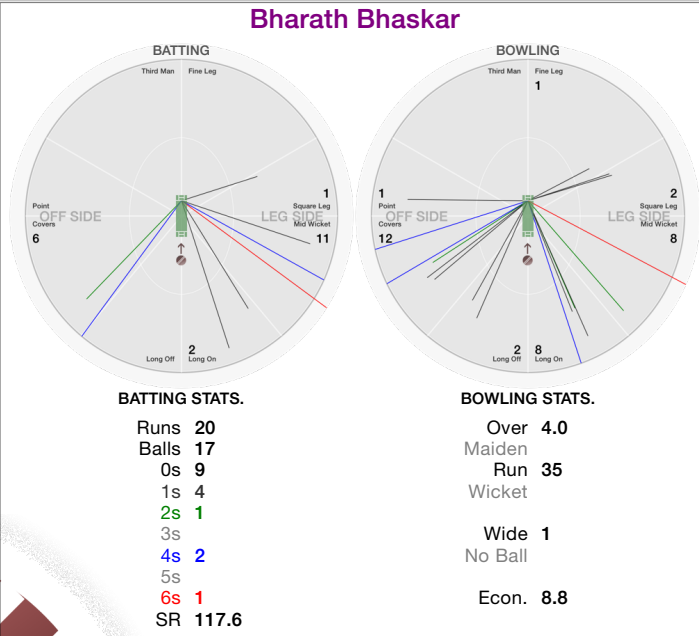 Bharath Bhaskar
BATTING
Third Man Fine Leg
1
Point Square Leg
OFF SIDE LEG SIDE
Covers Mid Wicket
6 11
2
Long Off Long On
BATTING STATS.
Runs 20
Balls 17
0s 9
1s 4
2s 1
3s
4s 2
5s
6s 1
SR 117.6
BOWLING
Third Man Fine Leg
1
1 2
Point Square Leg
OFF SIDE LEG SIDE
Covers Mid Wicket
12 8
2 8
Long Off Long On
BOWLING STATS.
Over 4.0
Maiden
Run 35
Wicket
Wide 1
No Ball
Econ. 8.8